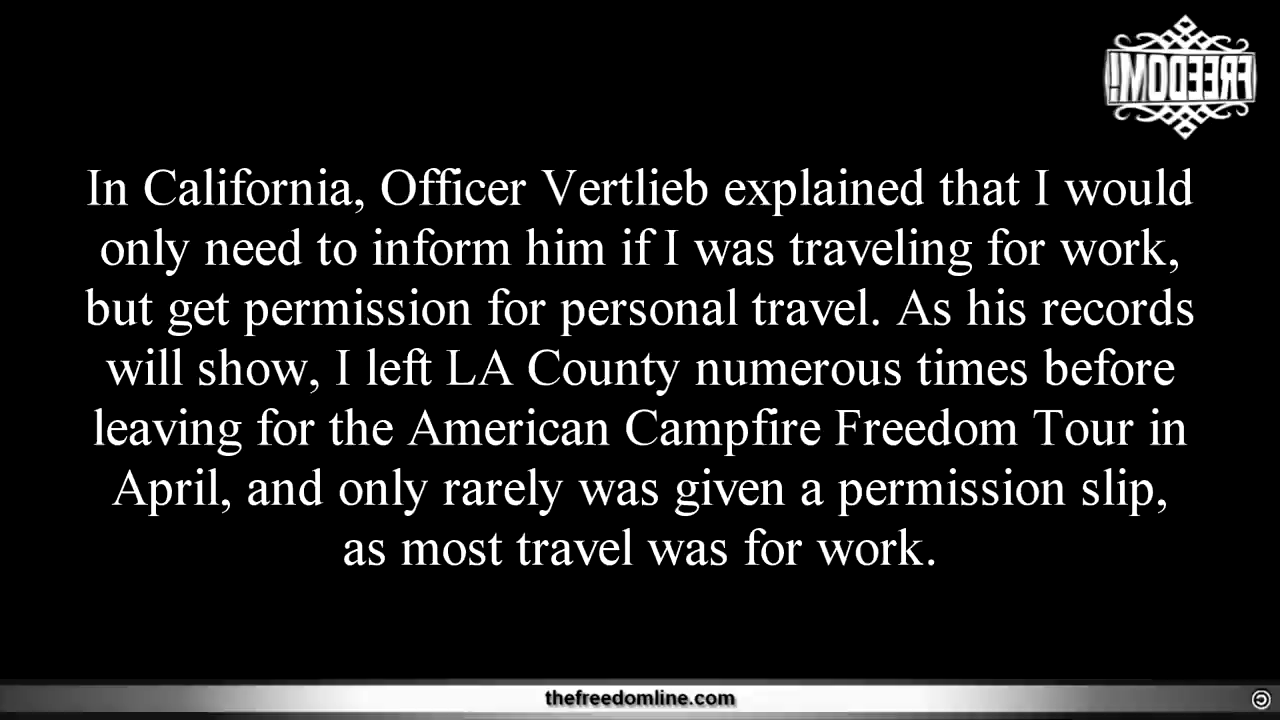 FREEDOM!
In California, Officer Vertlieb explained that I would
only need to inform him if I was traveling for work,
but get permission for personal travel. As his records
will show, I left LA County numerous times before
leaving for the American Campfire Freedom Tour in
April, and only rarely was given a permission slip,
as most travel was for work.
thefreedomline.com